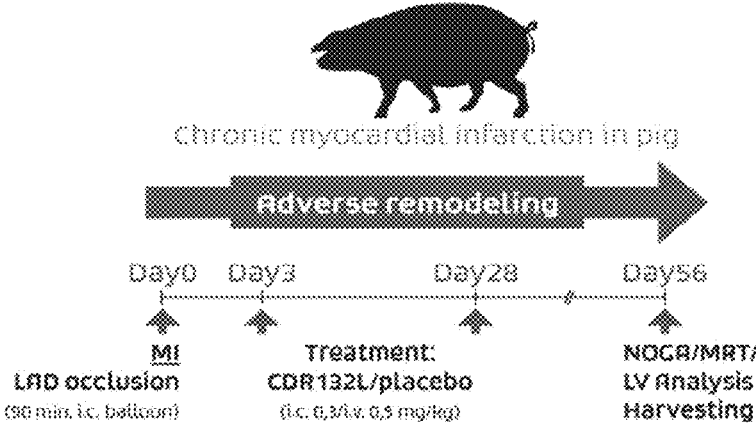 Chronic myocardial infarction in pig
Adverse remodeling
Day0 Day3 Day28 Day56
MI
LAD occlusion
(90 min. i.c. balloon)
Treatment:
CDR132L/placebo
(i.c. 0,3/i.v. 0,9 mg/kg)
NOGA/MRT/
LV Analysis
Harvesting